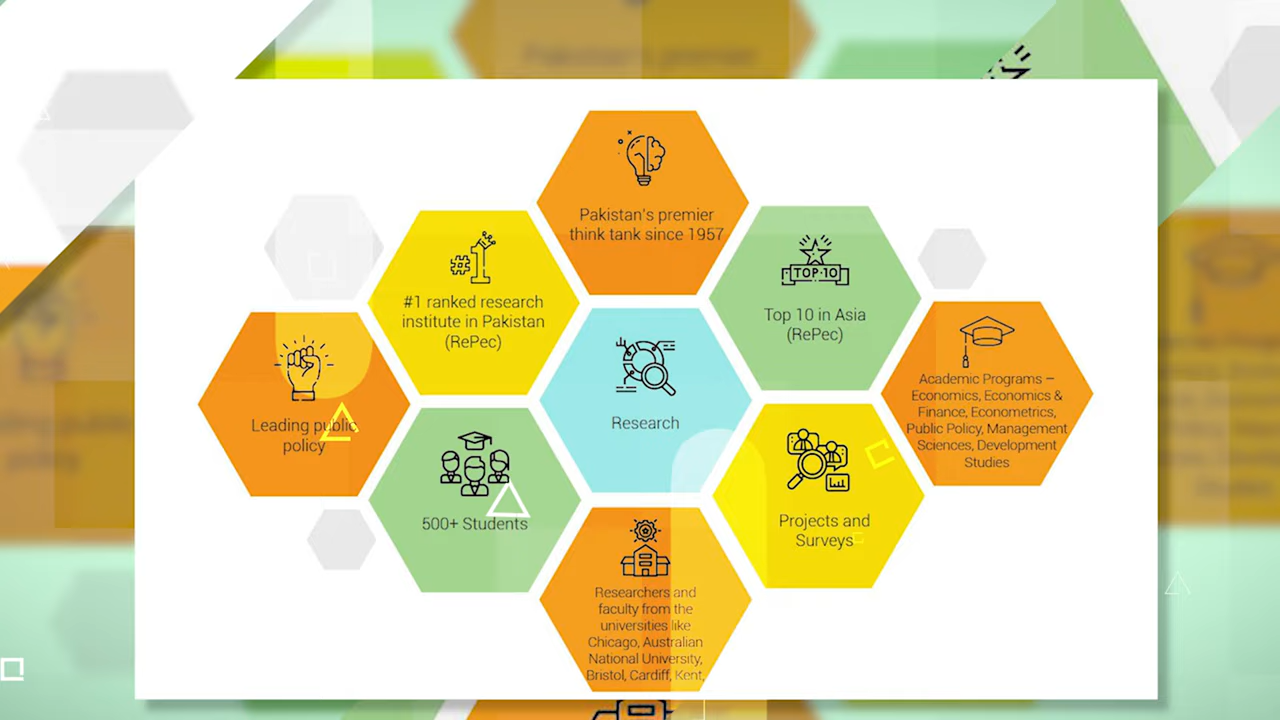 Pakistan's premier
think tank since 1957
#1
#1 ranked research
institute in Pakistan
(RePec)
TOP·10
Top 10 in Asia
(RePec)
Leading public
policy
Research
Academic Programs –
Economics, Economics &
Finance, Econometrics,
Public Policy, Management
Sciences, Development
Studies
500+ Students
Projects and
Surveys
Researchers and
faculty from the
universities like
Chicago, Australian
National University,
Bristol, Cardiff, Kent,